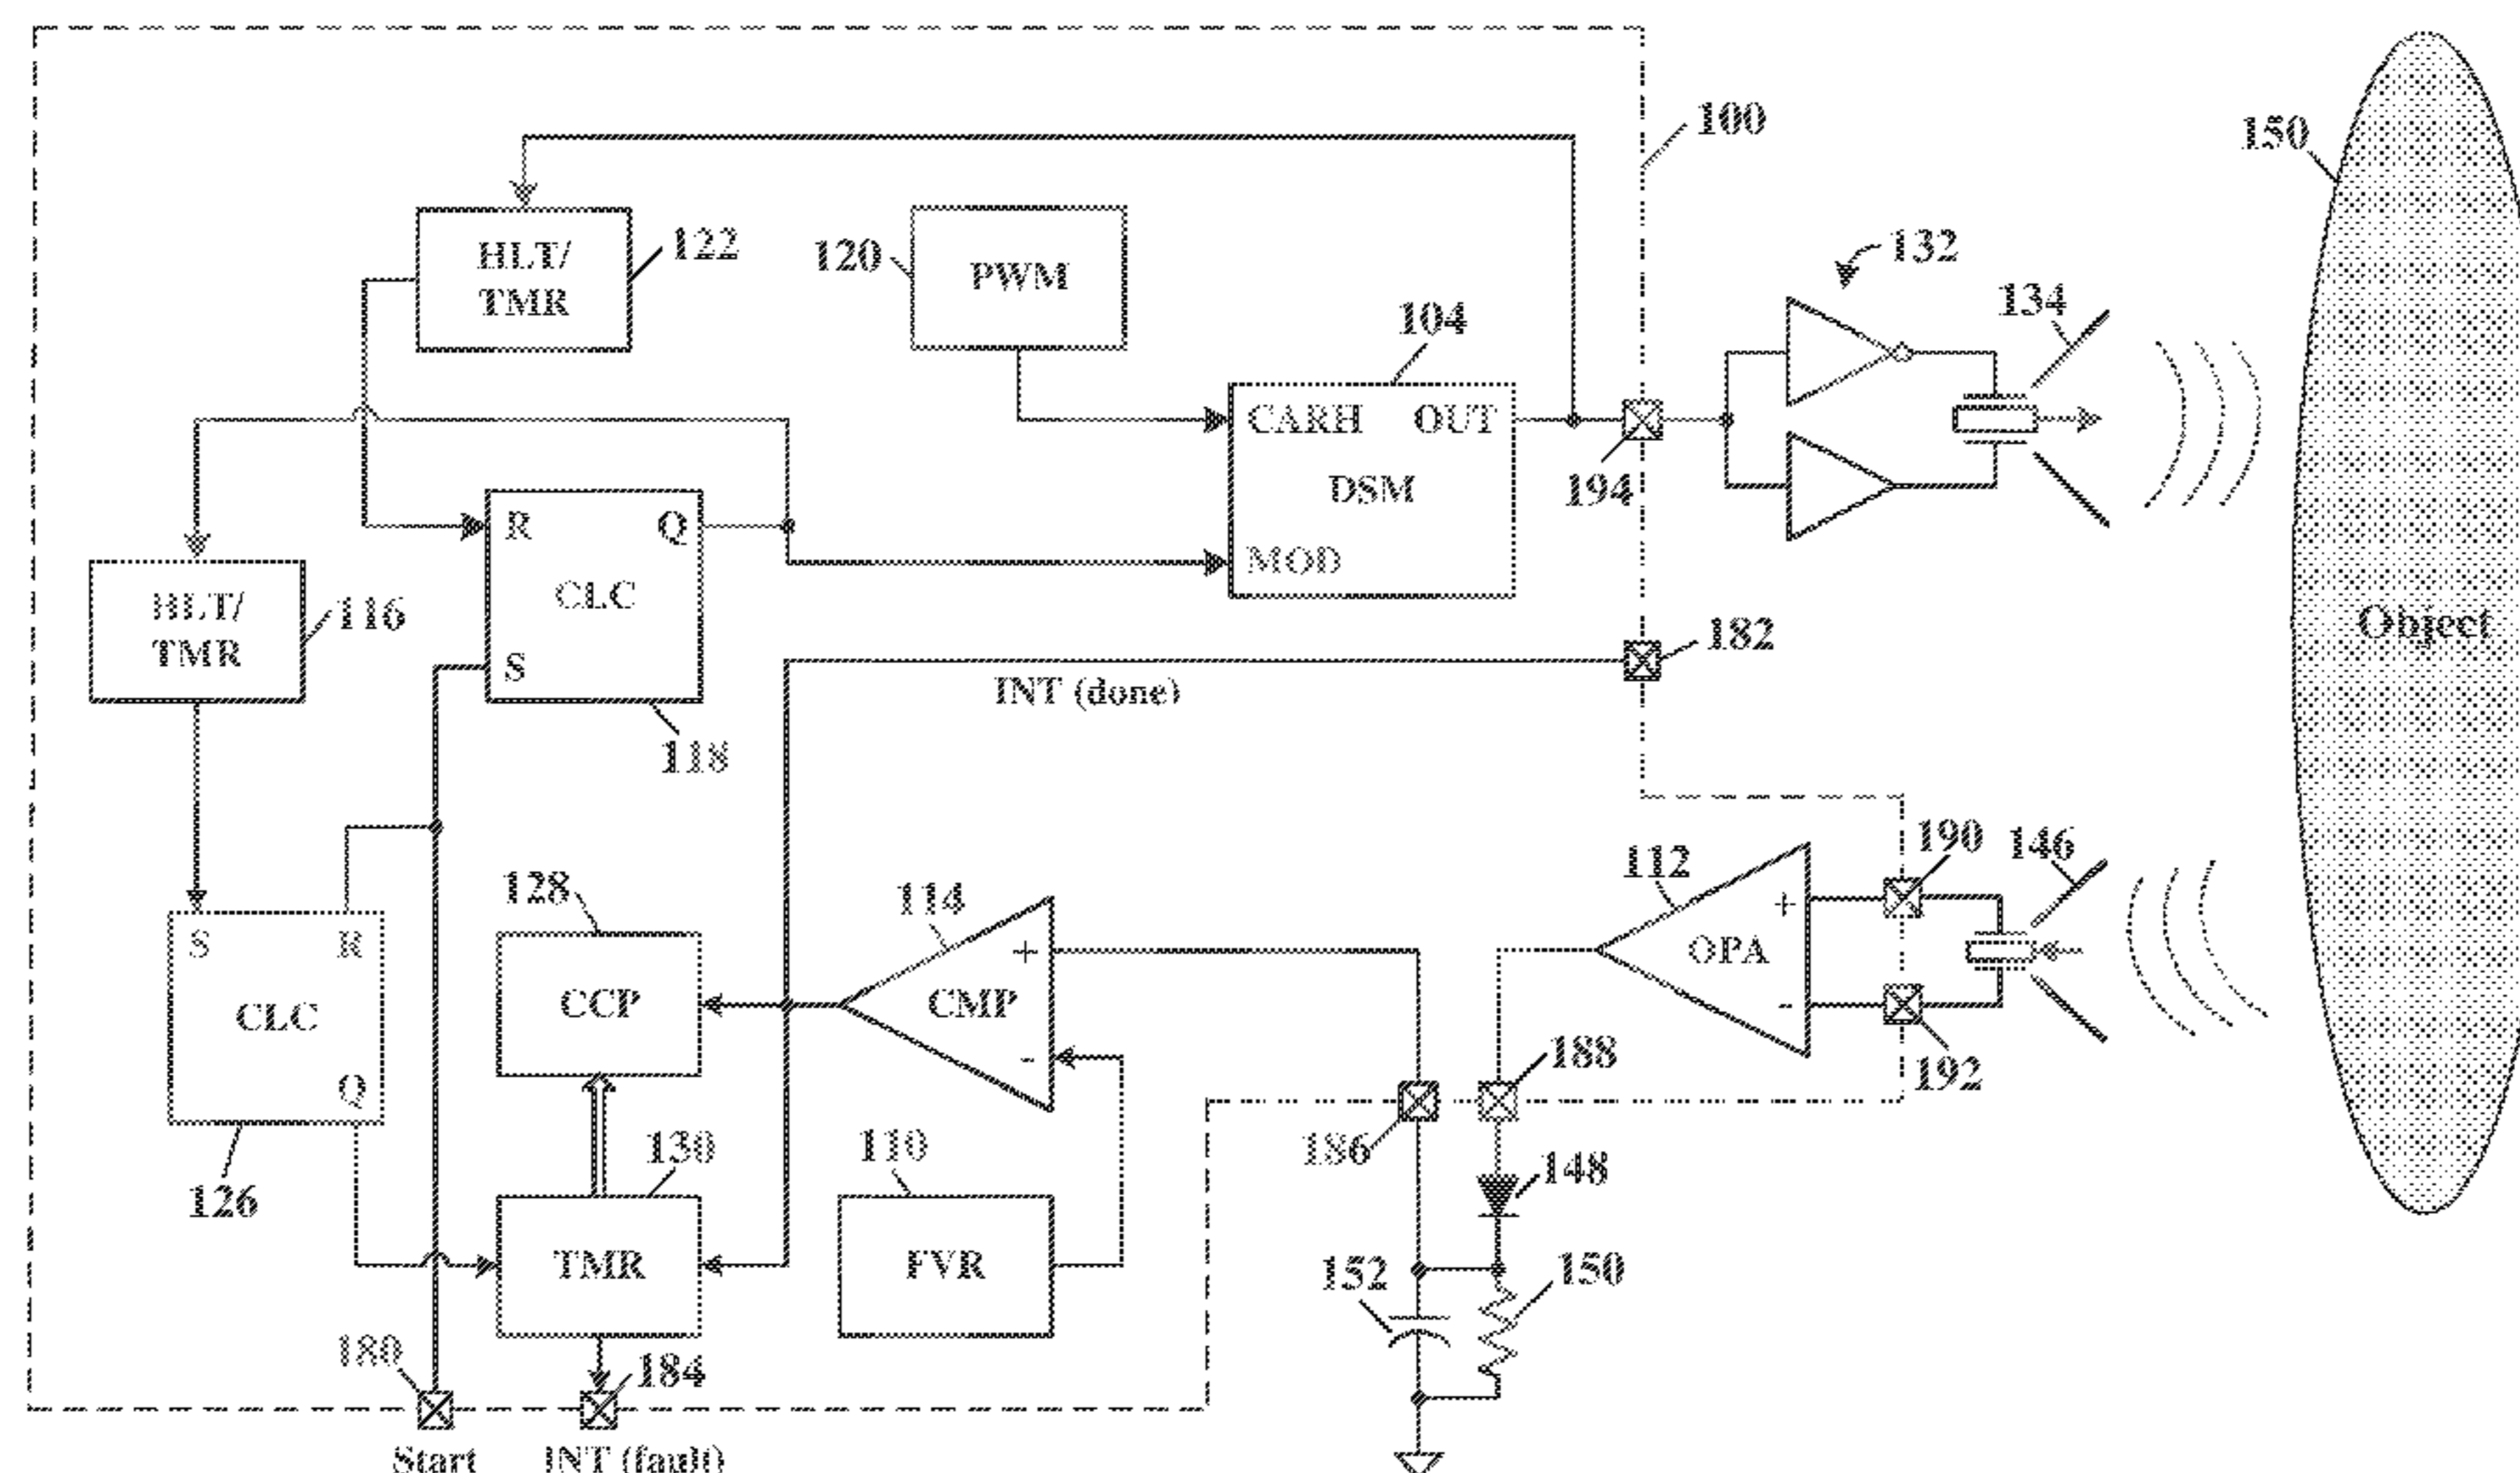 100
150
HLT/
TMR
122
120
PWM
132
134
104
CARH OUT
DSM
MOD
194
R Q
CLC
S
118
HLT/
TMR
116
182
INT (done)
Object
190
146
112
+
OPA
-
192
128
CCP
114
+
CMP
-
S R
CLC
Q
126
188
186
148
130
TMR
110
FVR
152
150
180
184
Start
INT (fault)